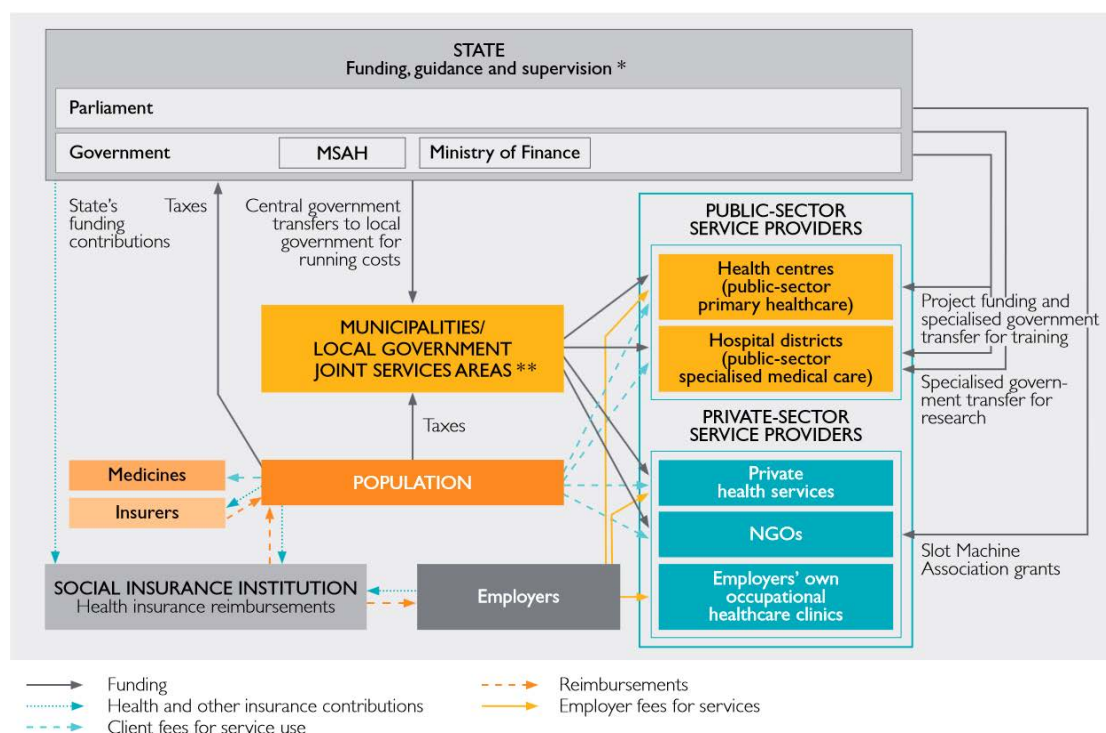 STATE
Funding, guidance and supervision *
Parliament
Government
MSAH
Ministry of Finance
State's
funding
contributions
Taxes
Central government
transfers to local
government for
running costs
PUBLIC-SECTOR
SERVICE PROVIDERS
Health centres
(public-sector
primary healthcare)
Hospital districts
(public-sector
specialised medical care)
Project funding and
specialised government
transfer for training
Specialised govern-
ment transfer for
research
MUNICIPALITIES/
LOCAL GOVERNMENT
JOINT SERVICES AREAS **
Taxes
PRIVATE-SECTOR
SERVICE PROVIDERS
Private
health services
NGOs
Employers' own
occupational
healthcare clinics
Slot Machine
Association grants
Medicines
Insurers
POPULATION
SOCIAL INSURANCE INSTITUTION
Health insurance reimbursements
Employers
Funding
Health and other insurance contributions
Client fees for service use
Reimbursements
Employer fees for services